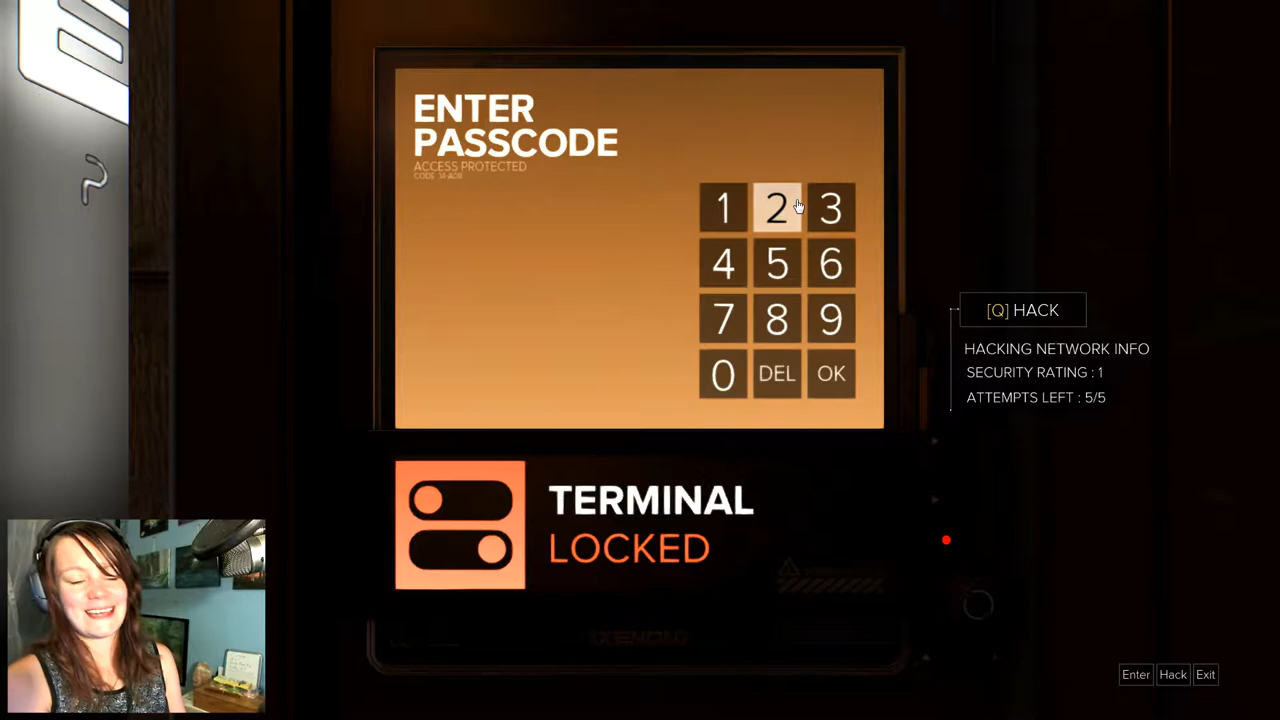 ENTER
PASSCODE
ACCESS PROTECTED
1 2 3
4 5 6
7 8 9
0 DEL OK
[Q] HACK
HACKING NETWORK INFO
SECURITY RATING : 1
ATTEMPTS LEFT : 5/5
TERMINAL
LOCKED
Enter Hack Exit